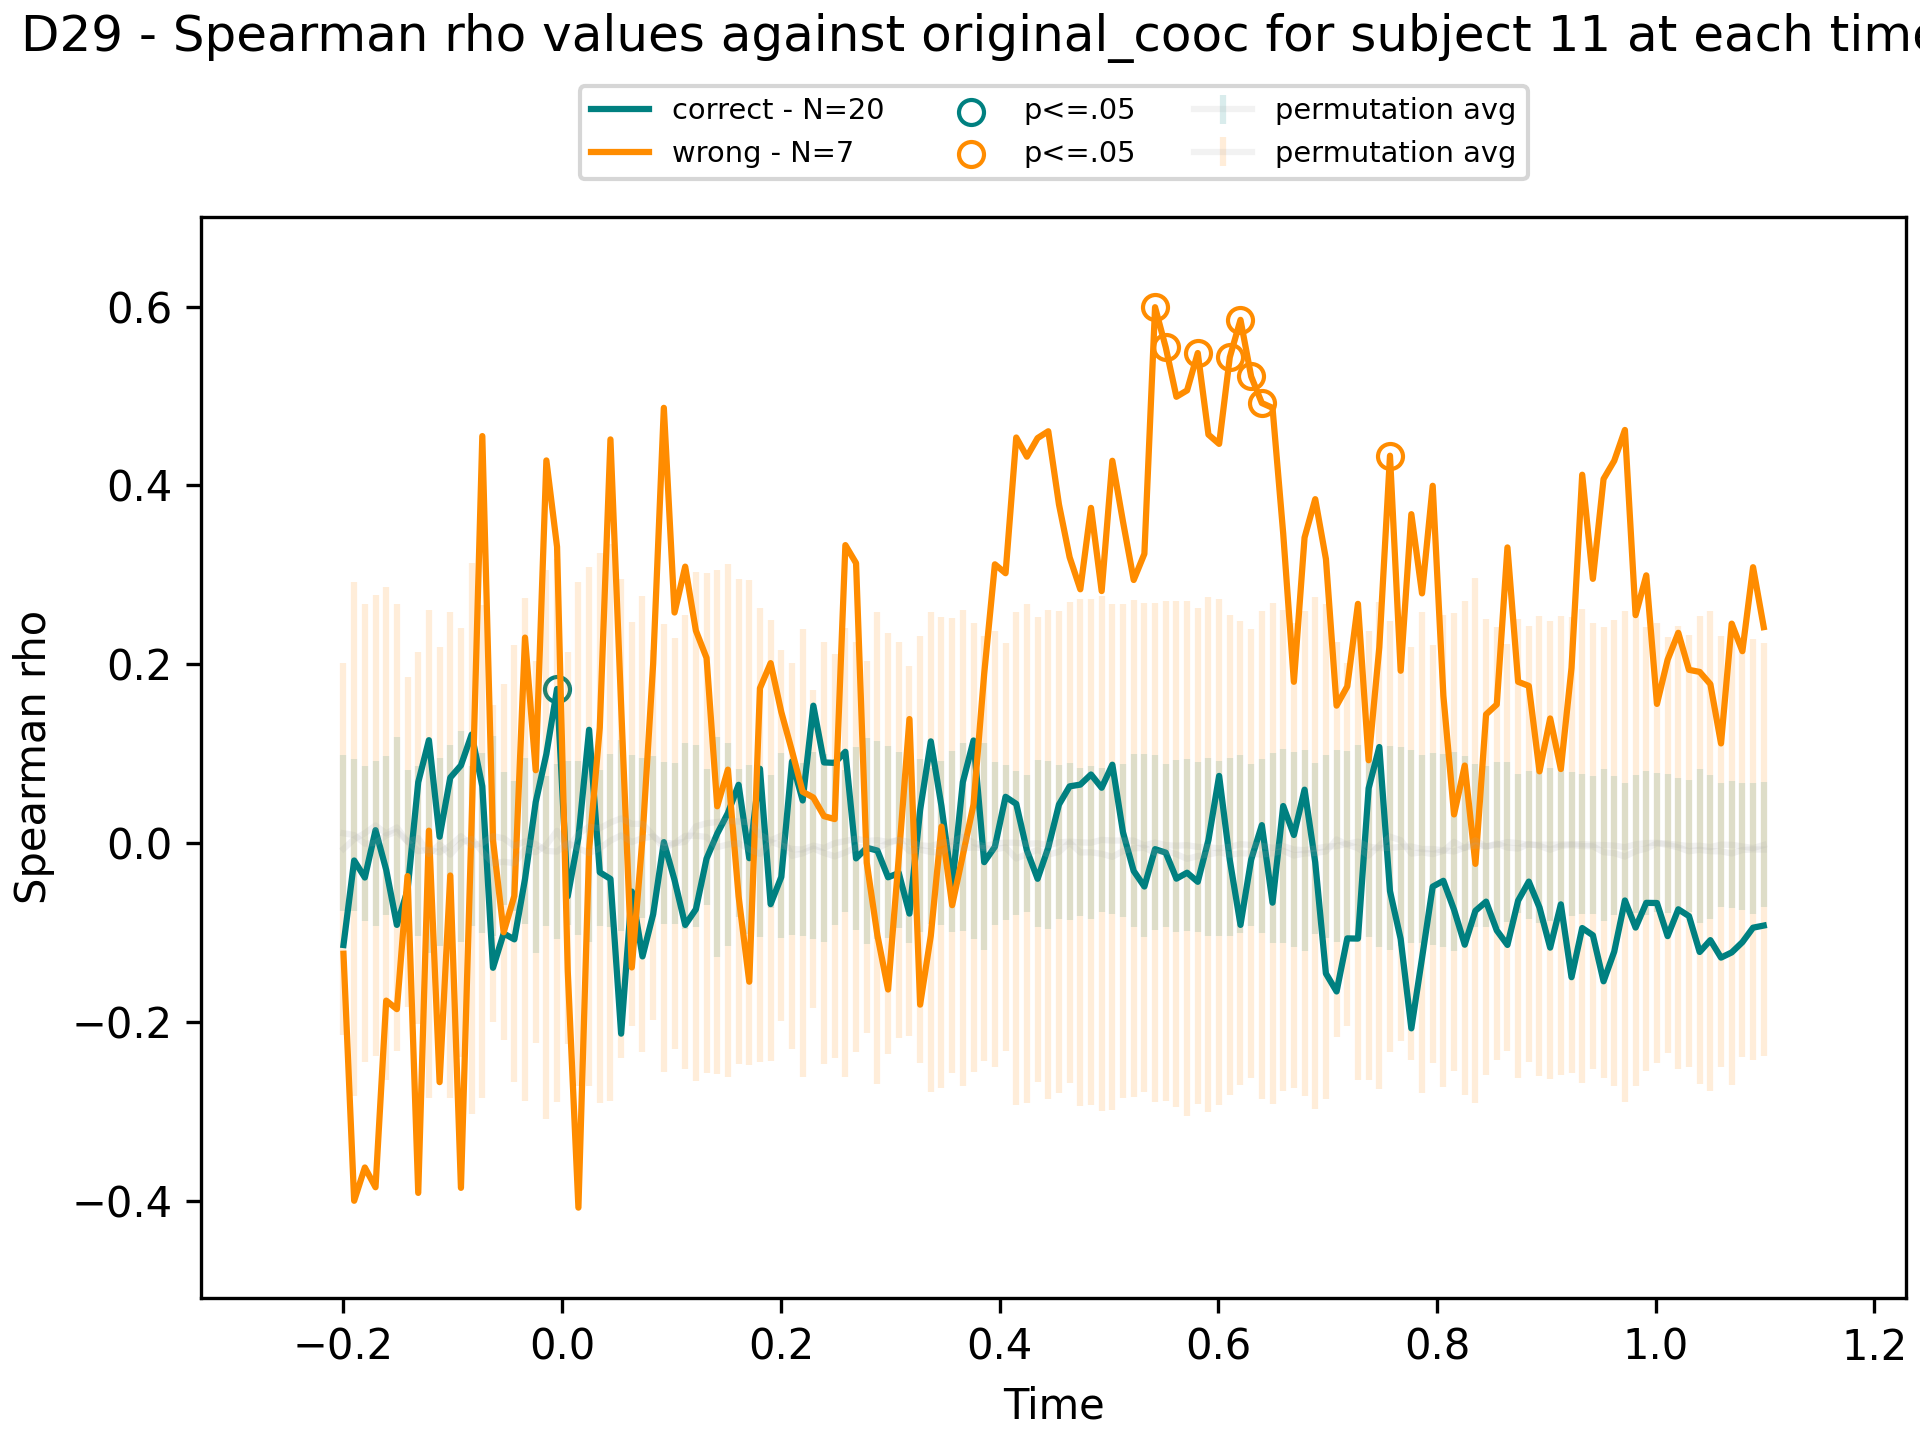 D29 - Spearman rho values against original_cooc for subject 11 at each time
correct - N=20
wrong - N=7
p<=.05
p<=.05
permutation avg
permutation avg
Spearman rho
0.6
0.4
0.2
0.0
−0.2
−0.4
−0.2 0.0 0.2 0.4 0.6 0.8 1.0 1.2
Time